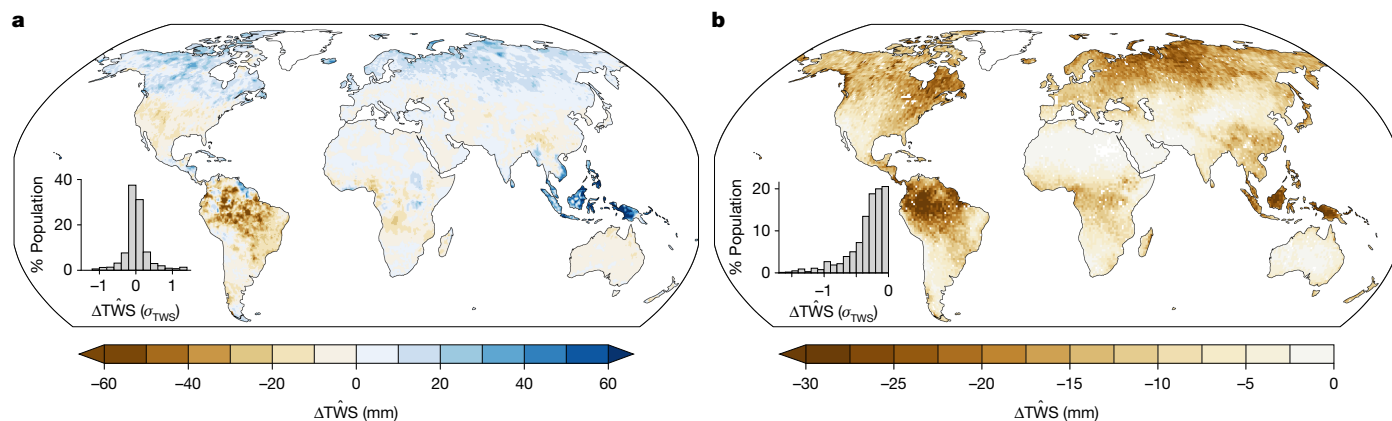 a
b
% Population
40
20
0
−1 0 1
ΔTŴS (σTWS)
−60 −40 −20 0 20 40 60
ΔTŴS (mm)
% Population
20
10
0
−1 0
ΔTŴS (σTWS)
−30 −25 −20 −15 −10 −5 0
ΔTŴS (mm)